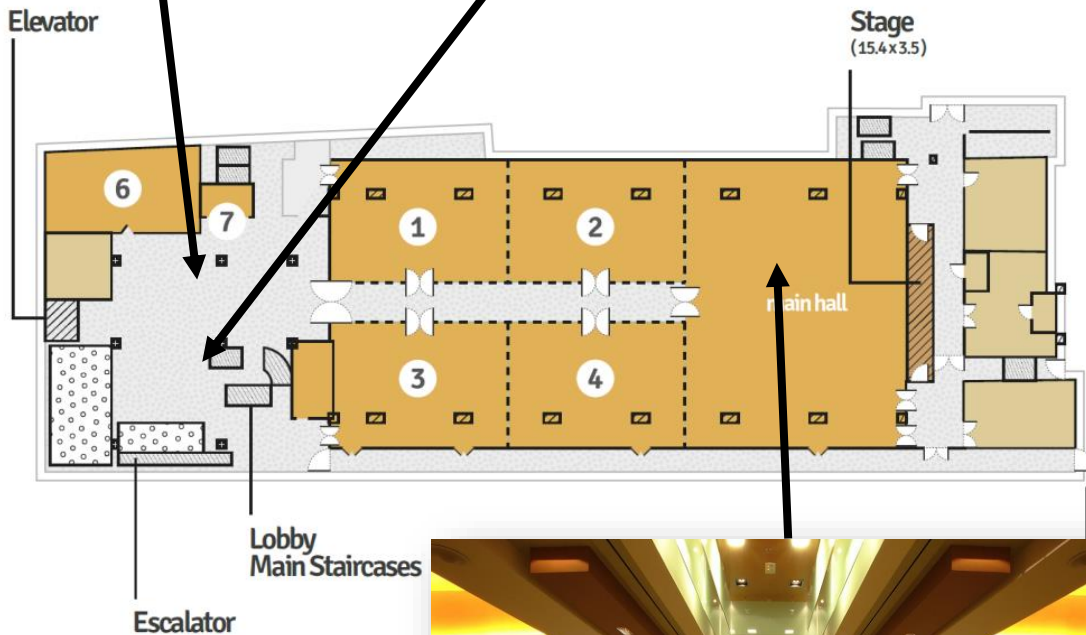 Elevator
Stage
(15.4x3.5)
6
7
1
2
main hall
3
4
Lobby
Main Staircases
Escalator